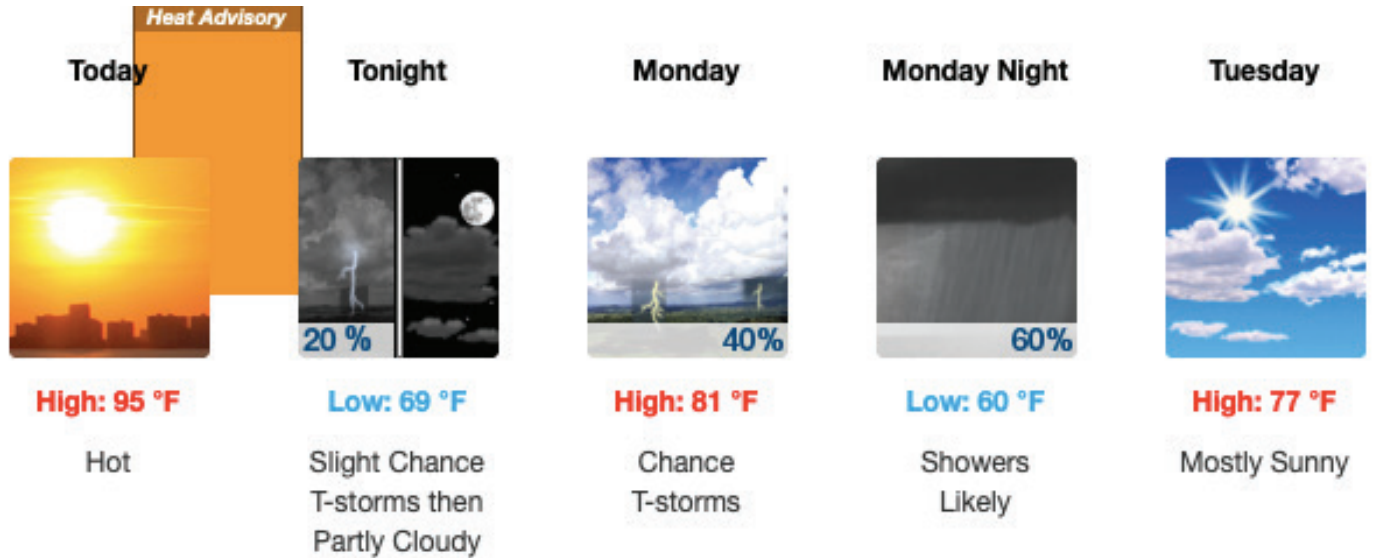 Heat Advisory
Today
Tonight
Monday
Monday Night
Tuesday
20 %
40%
60%
High: 95 °F
Low: 69 °F
High: 81 °F
Low: 60 °F
High: 77 °F
Hot
Slight Chance
T-storms then
Partly Cloudy
Chance
T-storms
Showers
Likely
Mostly Sunny